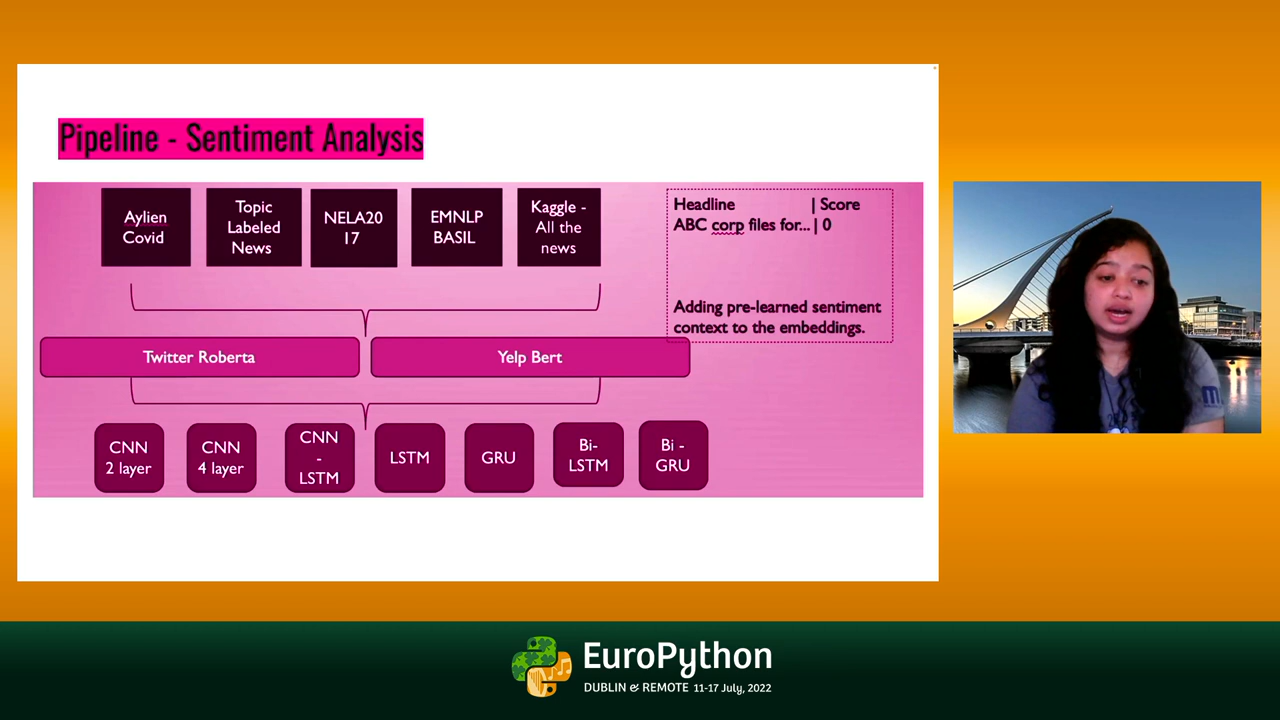 Pipeline - Sentiment Analysis
Aylien
Covid
Topic
Labeled
News
NELA20
17
EMNLP
BASIL
Kaggle -
All the
news
Headline | Score
ABC corp files for... | 0
Adding pre-learned sentiment
context to the embeddings.
Twitter Roberta
Yelp Bert
CNN
2 layer
CNN
4 layer
CNN
-
LSTM
LSTM
GRU
Bi-
LSTM
Bi -
GRU
EuroPython
DUBLIN & REMOTE 11-17 July, 2022